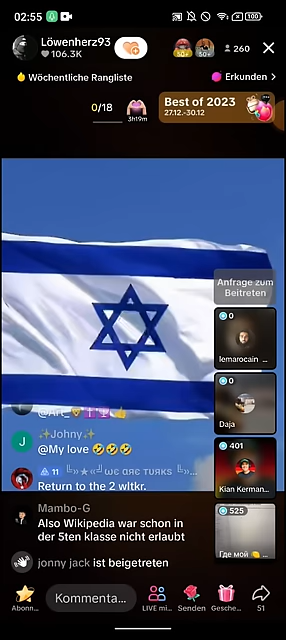 02:55
100
Löwenherz93
106.3K
50+
50+
260
Wöchentliche Rangliste
Erkunden
0/18
3h19m
Best of 2023
27.12.-30.12
Anfrage zum
Beitreten
0
lemarocain ...
0
Daja
✨Johny✨
@My love 🤣🤣🤣
401
Kian Kerman...
11
Return to the 2 wltkr.
525
Где мой 🍋 ...
Mambo-G
Also Wikipedia war schon in
der 5ten klasse nicht erlaubt
jonny jack ist beigetreten
Kommenta...
Abonn... LIVE mi... Senden Gesche... 51